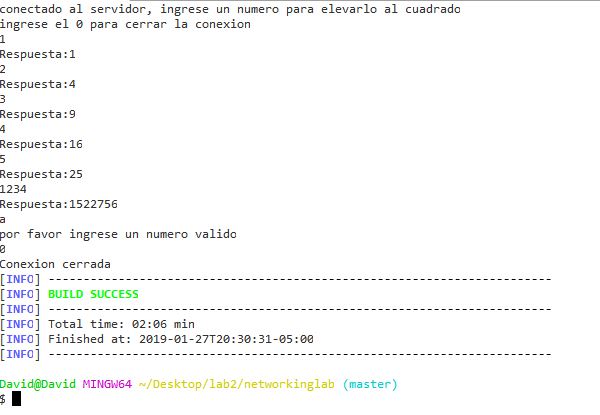 conectado al servidor, ingrese un numero para elevarlo al cuadrado
ingrese el 0 para cerrar la conexion
1
Respuesta:1
2
Respuesta:4
3
Respuesta:9
4
Respuesta:16
5
Respuesta:25
1234
Respuesta:1522756
a
por favor ingrese un numero valido
0
Conexion cerrada
[INFO] ------------------------------------------------------------------------
[INFO] BUILD SUCCESS
[INFO] ------------------------------------------------------------------------
[INFO] Total time: 02:06 min
[INFO] Finished at: 2019-01-27T20:30:31-05:00
[INFO] ------------------------------------------------------------------------
David@David MINGW64 ~/Desktop/lab2/networkinglab (master)
$